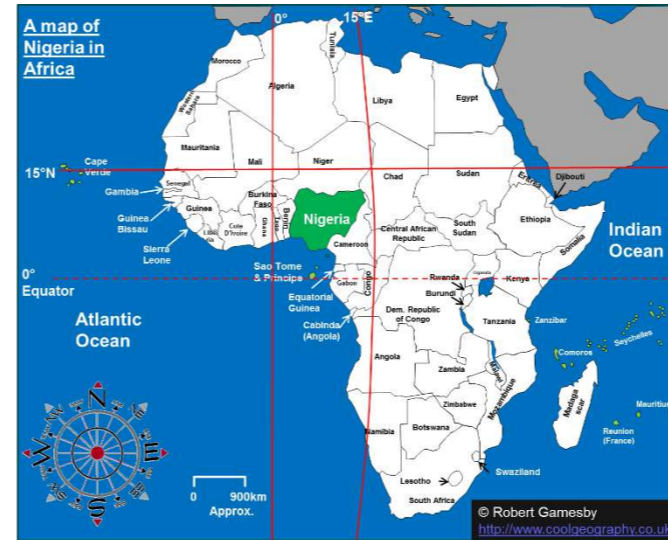 A map of
Nigeria in
Africa
0°
15°E
Morocco
Tunisia
Algeria
Libya
Egypt
Western
Sahara
Mauritania
Mali
Niger
Chad
Sudan
Eritrea
Djibouti
15°N
Cape
Verde
Senegal
Gambia
Guinea
Bissau
Guinea
Sierra
Leone
Cote
D'Ivoire
Burkina
Faso
Ghana
Togo
Benin
Nigeria
Cameroon
Central African
Republic
South
Sudan
Ethiopia
Somalia
Indian
Ocean
0°
Equator
Sao Tome
& Principe
Equatorial
Guinea
Gabon
Congo
Cabinda
(Angola)
Rwanda
Burundi
Uganda
Kenya
Dem. Republic
of Congo
Tanzania
Zanzibar
Seychelles
Comoros
Atlantic
Ocean
Angola
Zambia
Malawi
Mozambique
Zimbabwe
Madaga
scar
Mauritius
Reunion
(France)
Namibia
Botswana
Swaziland
Lesotho
South Africa
N
NE
E
S
W
0 900km
Approx.
© Robert Gamesby
http://www.coolgeography.co.uk